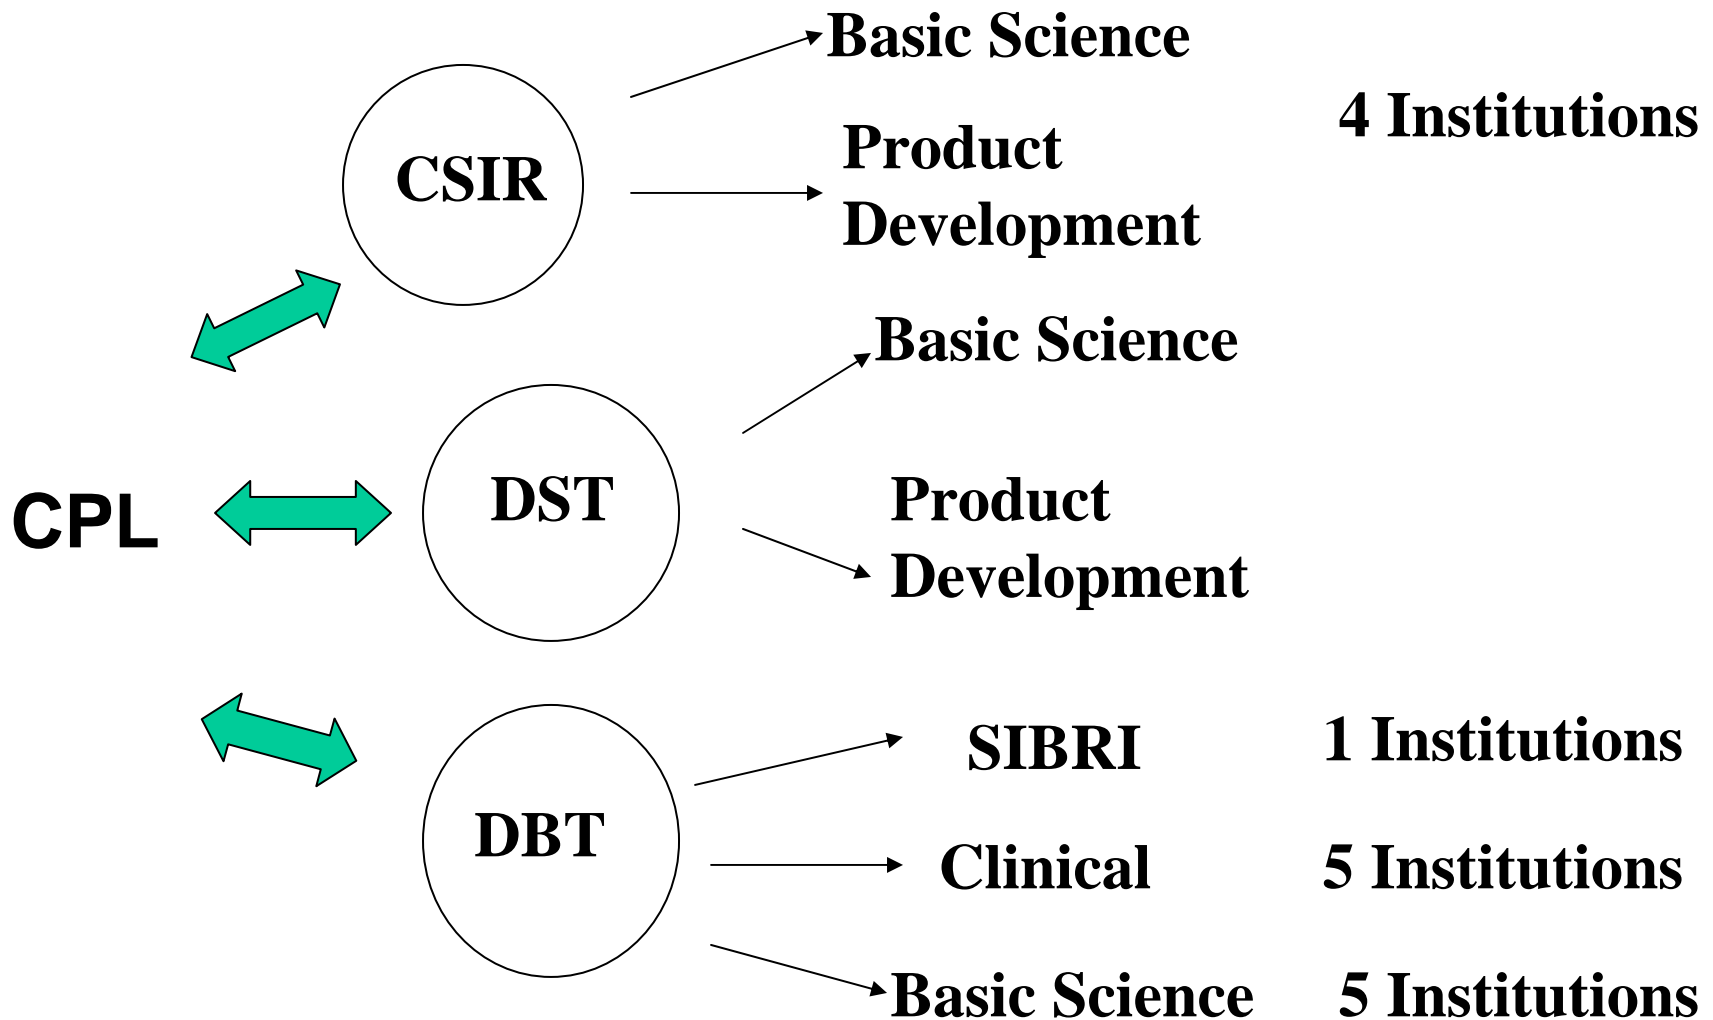 Basic Science
4 Institutions
CSIR
Product
Development
Basic Science
CPL
DST
Product
Development
SIBRI
1 Institutions
DBT
Clinical
5 Institutions
Basic Science
5 Institutions